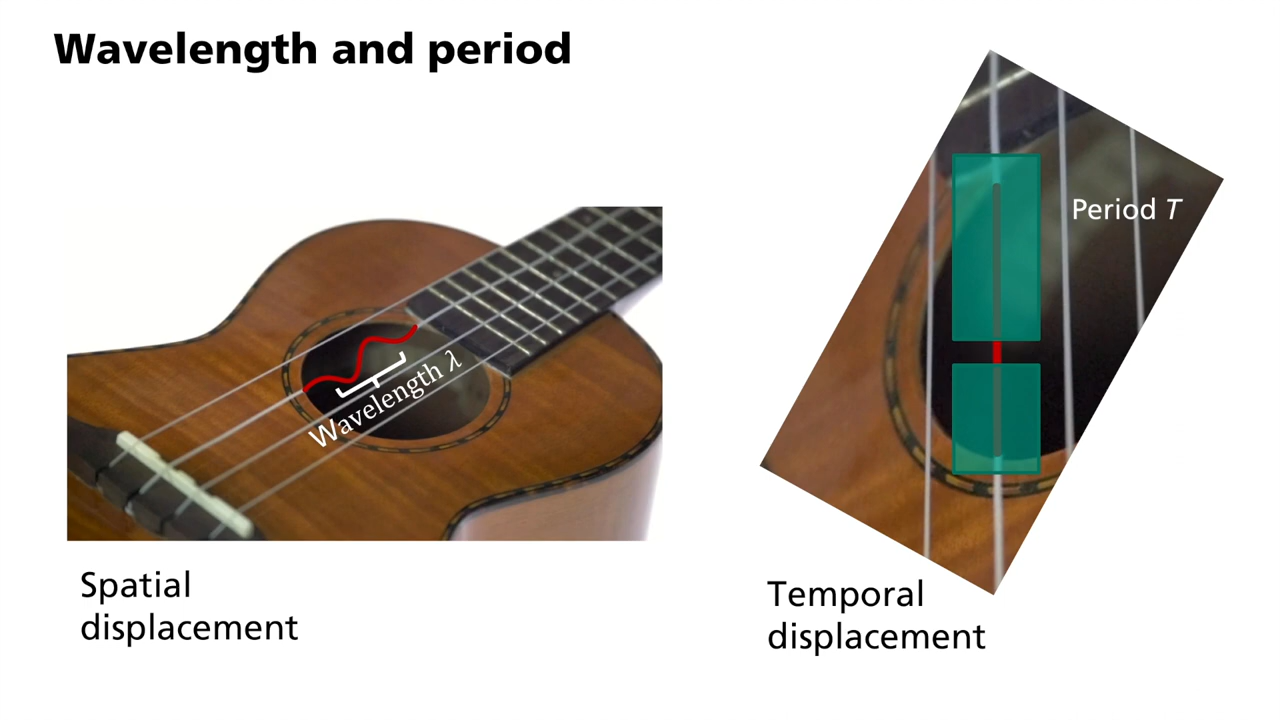 Wavelength and period
Wavelength λ
Period T
Spatial
displacement
Temporal
displacement